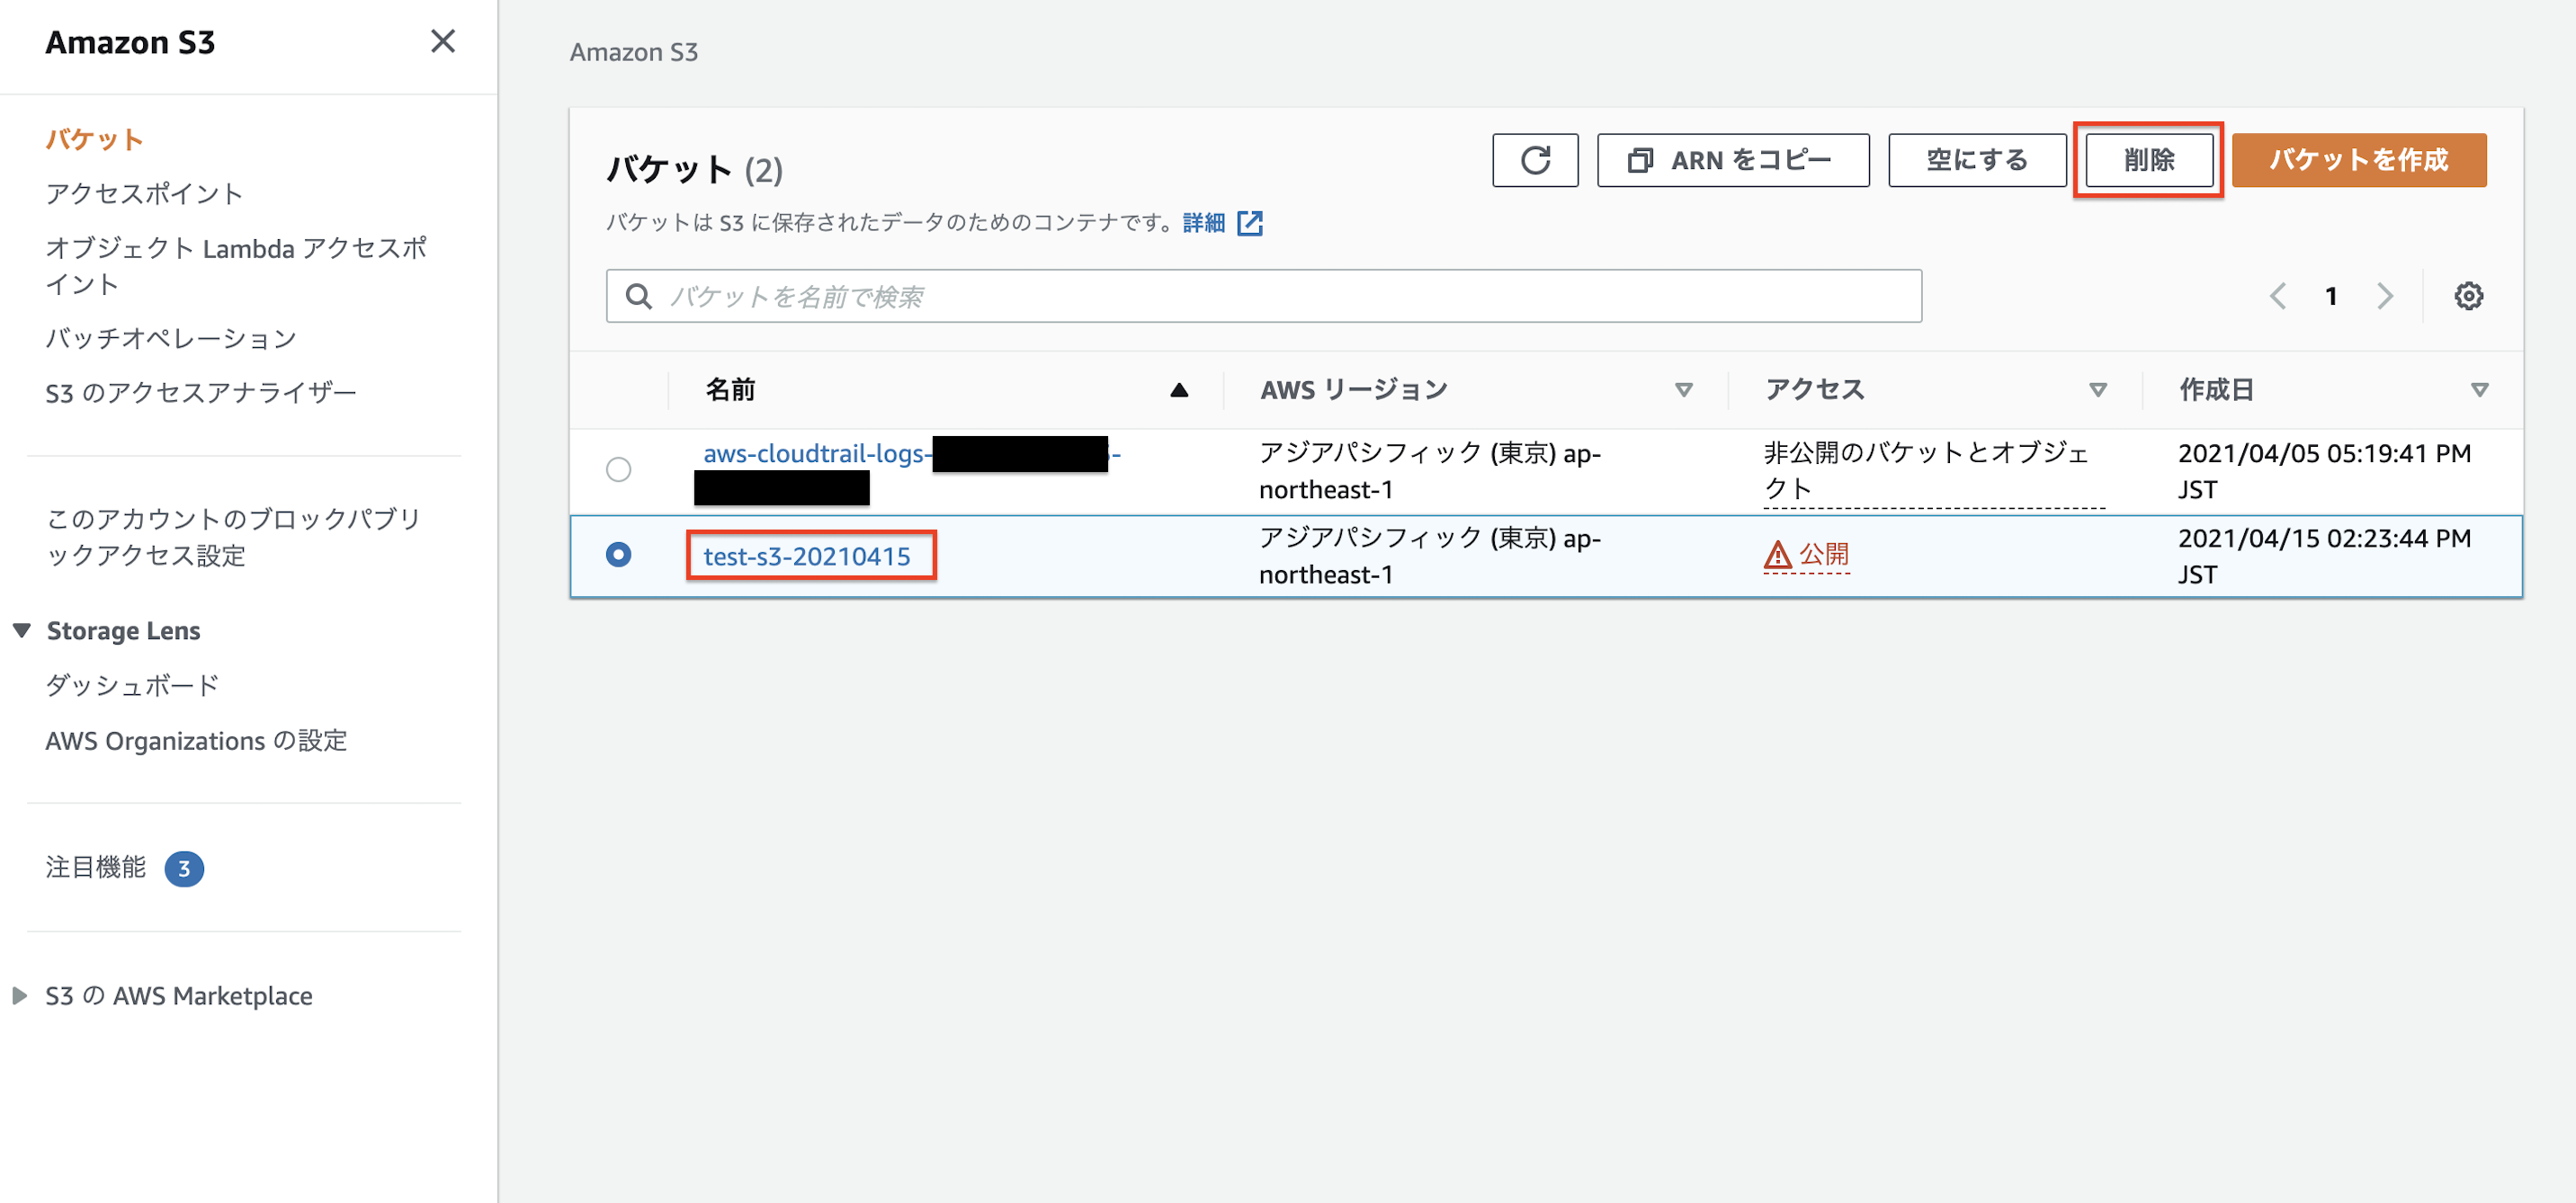 Amazon S3
バケット
アクセスポイント
オブジェクト Lambda アクセスポ
イント
バッチオペレーション
S3 のアクセスアナライザー
このアカウントのブロックパブリ
ックアクセス設定
Storage Lens
ダッシュボード
AWS Organizations の設定
注目機能 3
S3 の AWS Marketplace
Amazon S3
バケット (2)
ARN をコピー
空にする
削除
バケットを作成
バケットは S3 に保存されたデータのためのコンテナです。詳細
バケットを名前で検索
1
名前 AWS リージョン アクセス 作成日
aws-cloudtrail-logs-
-
アジアパシフィック (東京) ap-
northeast-1
非公開のバケットとオブジェ
クト
2021/04/05 05:19:41 PM
JST
test-s3-20210415
アジアパシフィック (東京) ap-
northeast-1
公開
2021/04/15 02:23:44 PM
JST